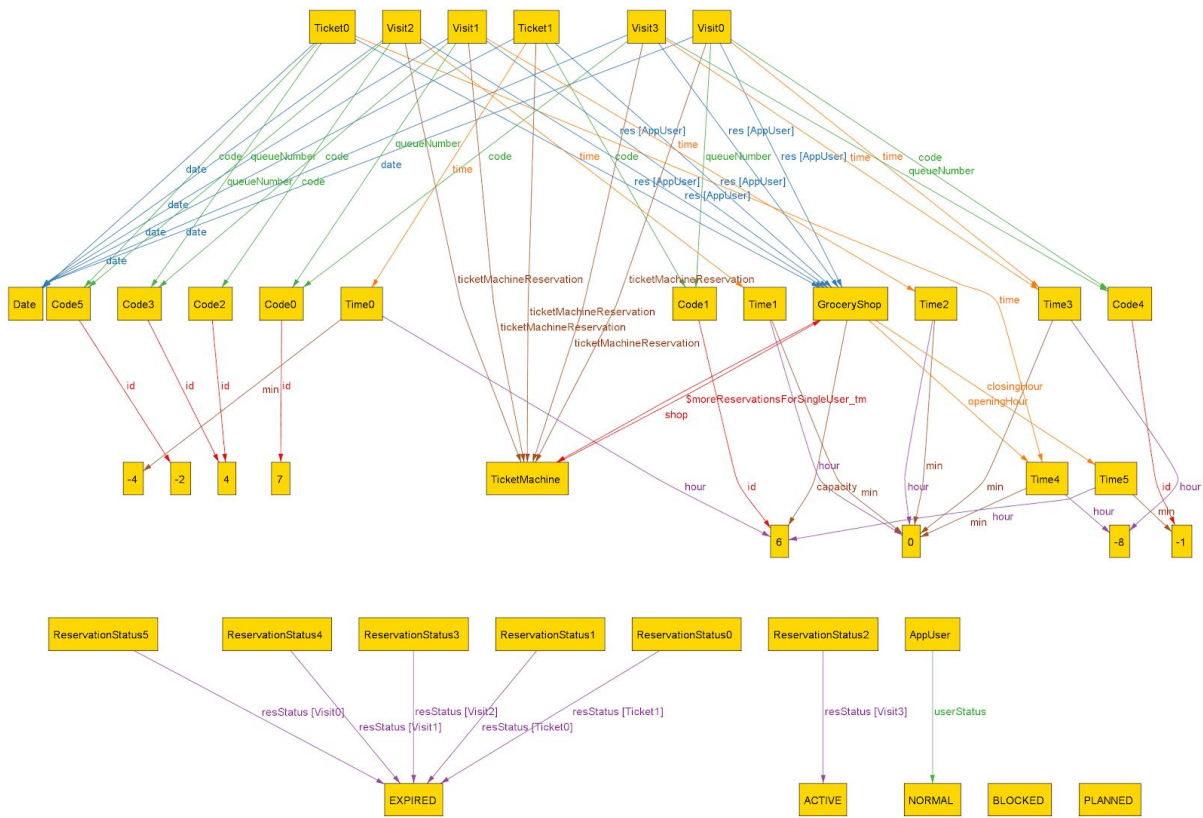 Ticket0 Visit2 Visit1 Ticket1 Visit3 Visit0
res [AppUser] res [AppUser]
queueNumber time
code queueNumber code code queueNumber res [AppUser] time time code
date date time queueNumber
queueNumber code res [AppUser] res [AppUser]
res [AppUser]
date date
date date
date
ticketMachineReservation ticketMachineReservation
time
Date Code5 Code3 Code2 Code0 Time0 Code1 Time1 GroceryShop Time2 Time3 Code4
ticketMachineReservation
ticketMachineReservation
ticketMachineReservation
closingHour
id id id min id
$moreReservationsForSingleUser_tm openingHour
shop
-4 -2 4 7 TicketMachine hour min min Time4 Time5
hour id capacity min hour id hour
hour hour min
min
6 0 -8 -1
ReservationStatus5 ReservationStatus4 ReservationStatus3 ReservationStatus1 ReservationStatus0 ReservationStatus2 AppUser
resStatus [Visit0] resStatus [Visit2] resStatus [Ticket1] resStatus [Visit3] userStatus
resStatus [Visit1] resStatus [Ticket0]
EXPIRED ACTIVE NORMAL BLOCKED PLANNED